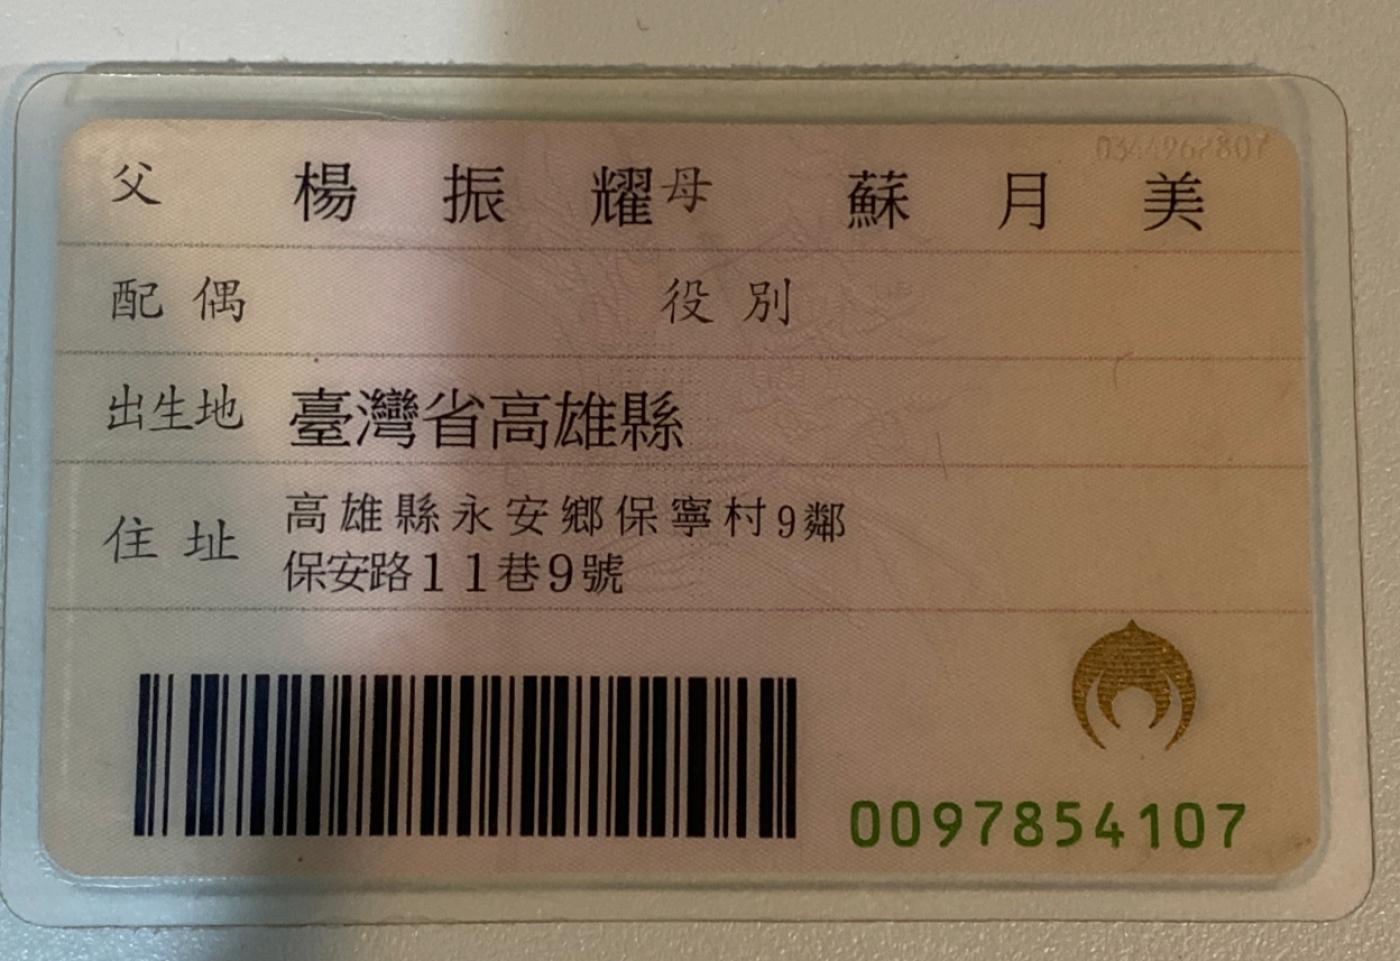 0344962807
父 楊振耀 母 蘇月美
配偶 役別
出生地 臺灣省高雄縣
住址 高雄縣永安鄉保寧村9鄰
保安路11巷9號
0097854107